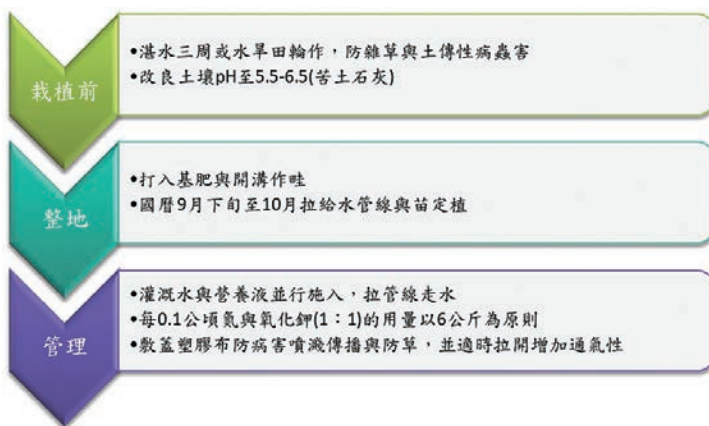 栽植前
•湛水三周或水旱田輪作，防雜草與土傳性病蟲害
•改良土壤pH至5.5-6.5(苦土石灰)
整地
•打入基肥與開溝作畦
•國曆9月下旬至10月拉給水管線與苗定植
管理
•灌溉水與營養液並行施入，拉管線走水
•每0.1公頃氮與氧化鉀(1：1)的用量以6公斤為原則
•敷蓋塑膠布防病害噴濺傳播與防草，並適時拉開增加通氣性